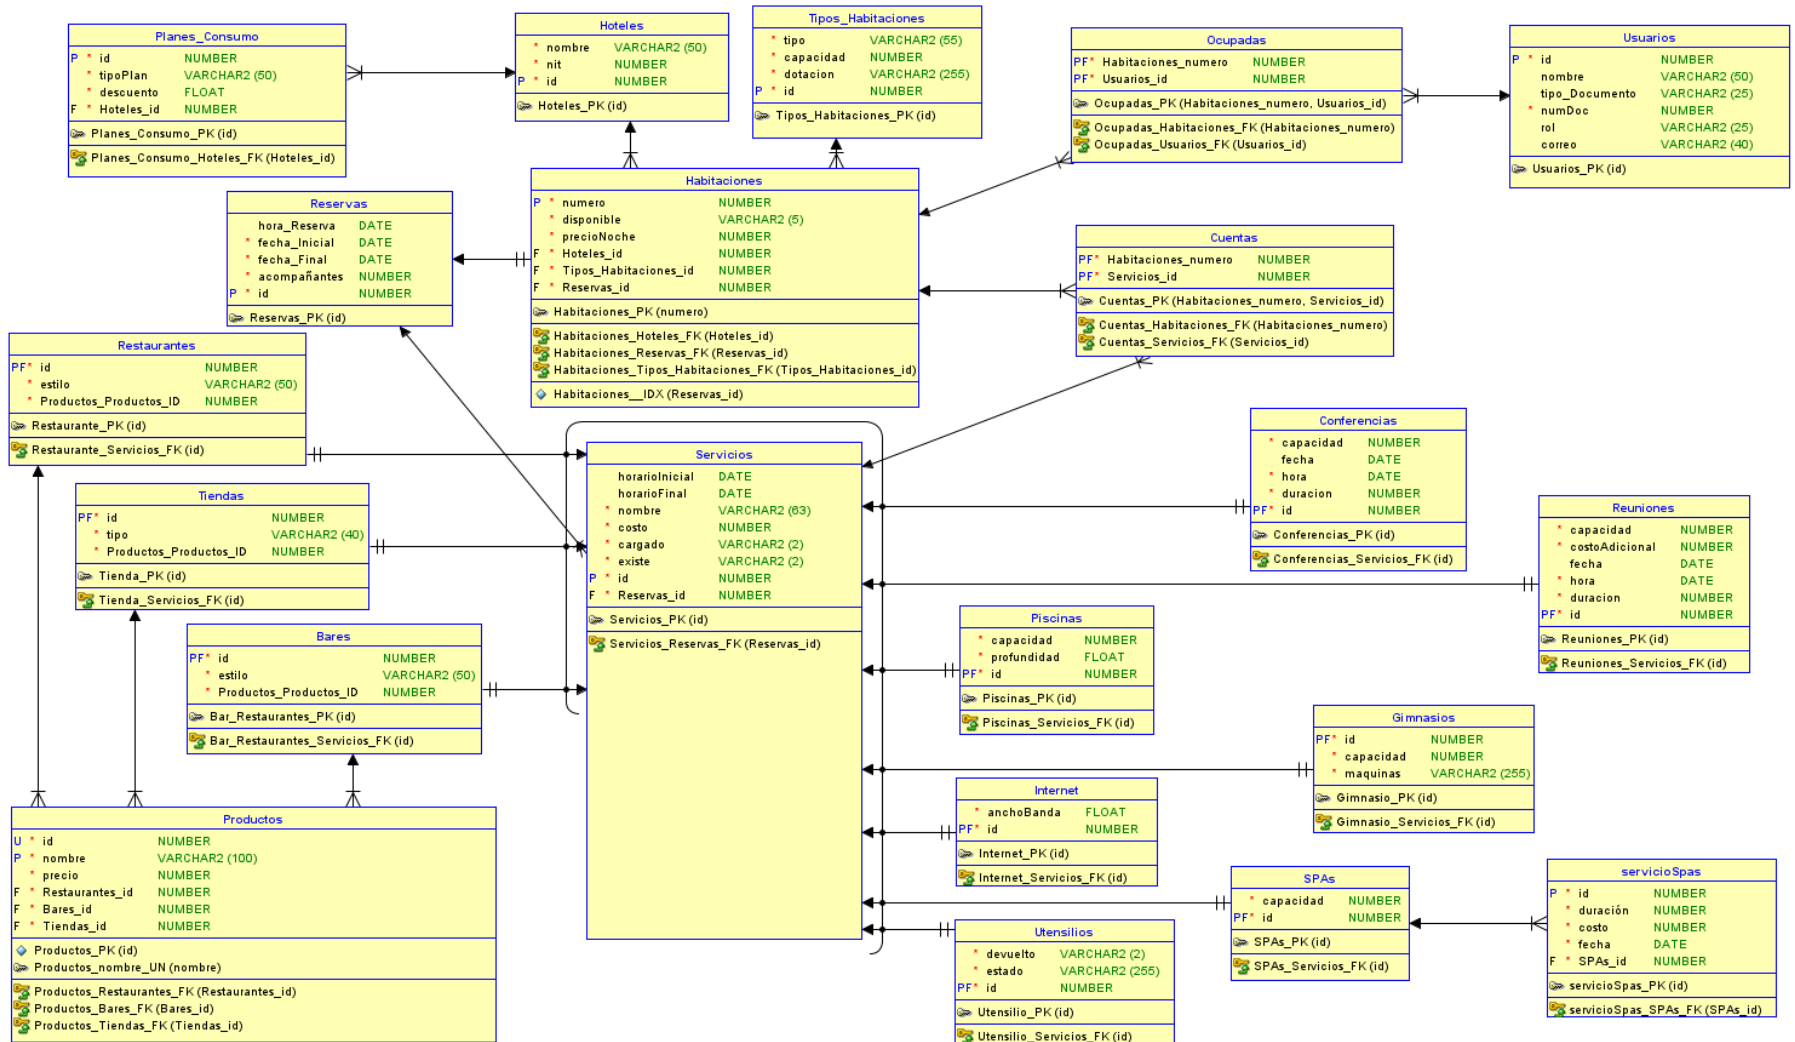 Planes_Consumo
P * id NUMBER
* tipoPlan VARCHAR2 (50)
* descuento FLOAT
F * Hoteles_id NUMBER
Planes_Consumo_PK (id)
Planes_Consumo_Hoteles_FK (Hoteles_id)
Hoteles
* nombre VARCHAR2 (50)
* nit NUMBER
P * id NUMBER
Hoteles_PK (id)
Tipos_Habitaciones
* tipo VARCHAR2 (55)
* capacidad NUMBER
* dotacion VARCHAR2 (255)
P * id NUMBER
Tipos_Habitaciones_PK (id)
Ocupadas
PF* Habitaciones_numero NUMBER
PF* Usuarios_id NUMBER
Ocupadas_PK (Habitaciones_numero, Usuarios_id)
Ocupadas_Habitaciones_FK (Habitaciones_numero)
Ocupadas_Usuarios_FK (Usuarios_id)
Usuarios
P * id NUMBER
nombre VARCHAR2 (50)
tipo_Documento VARCHAR2 (25)
* numDoc NUMBER
rol VARCHAR2 (25)
correo VARCHAR2 (40)
Usuarios_PK (id)
Reservas
hora_Reserva DATE
* fecha_Inicial DATE
* fecha_Final DATE
* acompañantes NUMBER
P * id NUMBER
Reservas_PK (id)
Habitaciones
P * numero NUMBER
* disponible VARCHAR2 (5)
* precioNoche NUMBER
F * Hoteles_id NUMBER
F * Tipos_Habitaciones_id NUMBER
F * Reservas_id NUMBER
Habitaciones_PK (numero)
Habitaciones_Hoteles_FK (Hoteles_id)
Habitaciones_Reservas_FK (Reservas_id)
Habitaciones_Tipos_Habitaciones_FK (Tipos_Habitaciones_id)
Habitaciones__IDX (Reservas_id)
Cuentas
PF* Habitaciones_numero NUMBER
PF* Servicios_id NUMBER
Cuentas_PK (Habitaciones_numero, Servicios_id)
Cuentas_Habitaciones_FK (Habitaciones_numero)
Cuentas_Servicios_FK (Servicios_id)
Restaurantes
PF* id NUMBER
* estilo VARCHAR2 (50)
* Productos_Productos_ID NUMBER
Restaurante_PK (id)
Restaurante_Servicios_FK (id)
Tiendas
PF* id NUMBER
* tipo VARCHAR2 (40)
* Productos_Productos_ID NUMBER
Tienda_PK (id)
Tienda_Servicios_FK (id)
Bares
PF* id NUMBER
* estilo VARCHAR2 (50)
* Productos_Productos_ID NUMBER
Bar_Restaurantes_PK (id)
Bar_Restaurantes_Servicios_FK (id)
Servicios
horarioInicial DATE
horarioFinal DATE
* nombre VARCHAR2 (63)
* costo NUMBER
* cargado VARCHAR2 (2)
* existe VARCHAR2 (2)
P * id NUMBER
F * Reservas_id NUMBER
Servicios_PK (id)
Servicios_Reservas_FK (Reservas_id)
Conferencias
* capacidad NUMBER
fecha DATE
* hora DATE
* duracion NUMBER
PF* id NUMBER
Conferencias_PK (id)
Conferencias_Servicios_FK (id)
Reuniones
* capacidad NUMBER
* costoAdicional NUMBER
fecha DATE
* hora DATE
* duracion NUMBER
PF* id NUMBER
Reuniones_PK (id)
Reuniones_Servicios_FK (id)
Piscinas
* capacidad NUMBER
* profundidad FLOAT
PF* id NUMBER
Piscinas_PK (id)
Piscinas_Servicios_FK (id)
Gimnasios
PF* id NUMBER
* capacidad NUMBER
* maquinas VARCHAR2 (255)
Gimnasio_PK (id)
Gimnasio_Servicios_FK (id)
Internet
* anchoBanda FLOAT
PF* id NUMBER
Internet_PK (id)
Internet_Servicios_FK (id)
Productos
U * id NUMBER
P * nombre VARCHAR2 (100)
* precio NUMBER
F * Restaurantes_id NUMBER
F * Bares_id NUMBER
F * Tiendas_id NUMBER
Productos_PK (id)
Productos_nombre_UN (nombre)
Productos_Restaurantes_FK (Restaurantes_id)
Productos_Bares_FK (Bares_id)
Productos_Tiendas_FK (Tiendas_id)
SPAs
* capacidad NUMBER
PF* id NUMBER
SPAs_PK (id)
SPAs_Servicios_FK (id)
servicioSpas
P * id NUMBER
* duración NUMBER
* costo NUMBER
* fecha DATE
F * SPAs_id NUMBER
servicioSpas_PK (id)
servicioSpas_SPAs_FK (SPAs_id)
Utensilios
* devuelto VARCHAR2 (2)
* estado VARCHAR2 (255)
PF* id NUMBER
Utensilio_PK (id)
Utensilio_Servicios_FK (id)